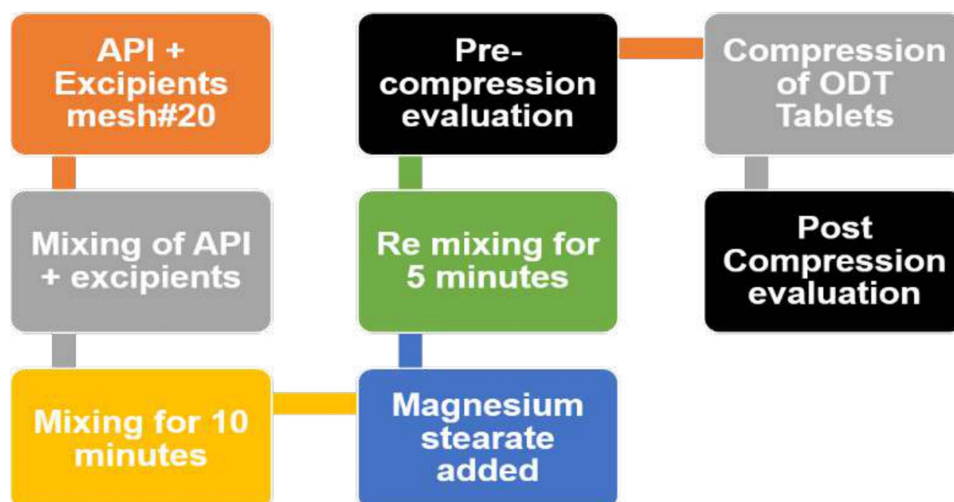 API +
Excipients
mesh#20
Mixing of API
+ excipients
Mixing for 10
minutes
Magnesium
stearate
added
Re mixing for
5 minutes
Pre-
compression
evaluation
Compression
of ODT
Tablets
Post
Compression
evaluation